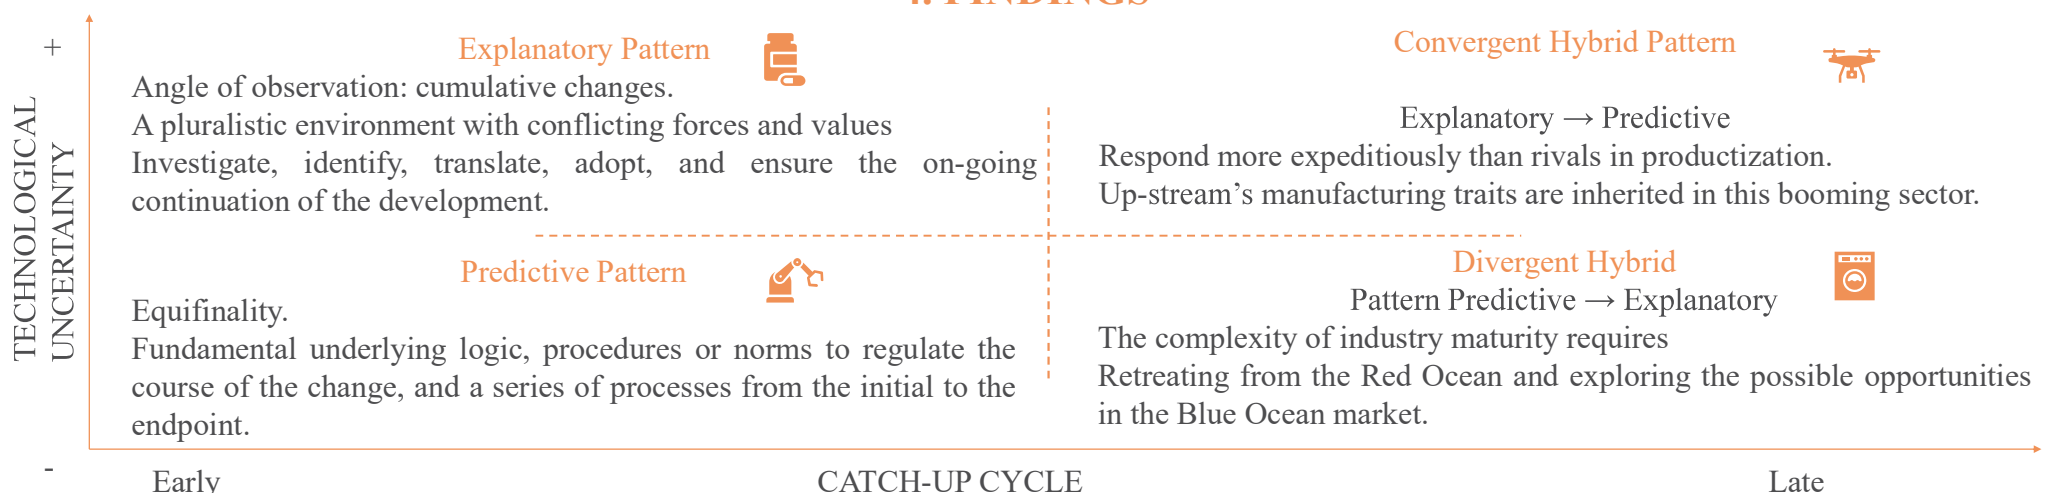 4. FINDINGS
+
TECHNOLOGICAL
UNCERTAINTY
-
Explanatory Pattern
Angle of observation: cumulative changes.
A pluralistic environment with conflicting forces and values
Investigate, identify, translate, adopt, and ensure the on-going
continuation of the development.
Convergent Hybrid Pattern
Explanatory → Predictive
Respond more expeditiously than rivals in productization.
Up-stream’s manufacturing traits are inherited in this booming sector.
Predictive Pattern
Equifinality.
Fundamental underlying logic, procedures or norms to regulate the
course of the change, and a series of processes from the initial to the
endpoint.
Divergent Hybrid
Pattern Predictive → Explanatory
The complexity of industry maturity requires
Retreating from the Red Ocean and exploring the possible opportunities
in the Blue Ocean market.
Early
CATCH-UP CYCLE
Late